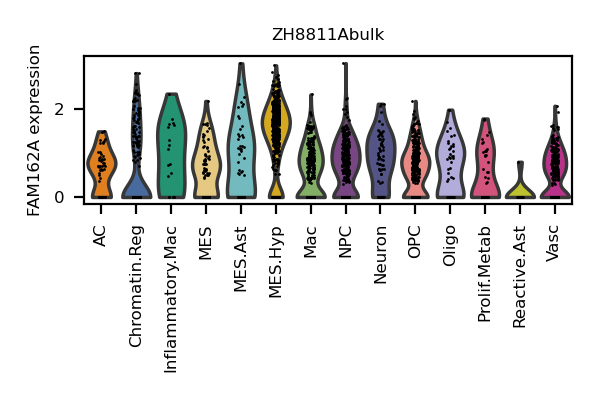 ZH8811Abulk
FAM162A expression
2
0
AC
Chromatin.Reg
Inflammatory.Mac
MES
MES.Ast
MES.Hyp
Mac
NPC
Neuron
OPC
Oligo
Prolif.Metab
Reactive.Ast
Vasc